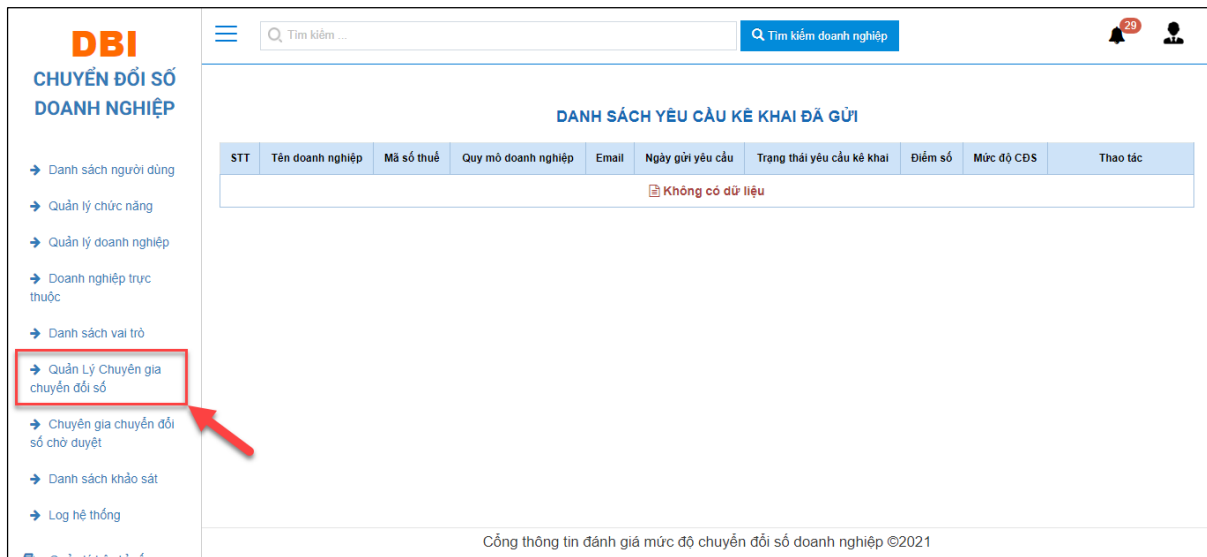 DBI
CHUYỂN ĐỔI SỐ
DOANH NGHIỆP
Danh sách người dùng
Quản lý chức năng
Quản lý doanh nghiệp
Doanh nghiệp trực
thuộc
Danh sách vai trò
Quản Lý Chuyên gia
chuyển đổi số
Chuyên gia chuyển đổi
số chờ duyệt
Danh sách khảo sát
Log hệ thống
Tìm kiếm ...
Tìm kiếm doanh nghiệp
29
DANH SÁCH YÊU CẦU KÊ KHAI ĐÃ GỬI
STT Tên doanh nghiệp Mã số thuế Quy mô doanh nghiệp Email Ngày gửi yêu cầu Trạng thái yêu cầu kê khai Điểm số Mức độ CĐS Thao tác
Không có dữ liệu
Cổng thông tin đánh giá mức độ chuyển đổi số doanh nghiệp ©2021